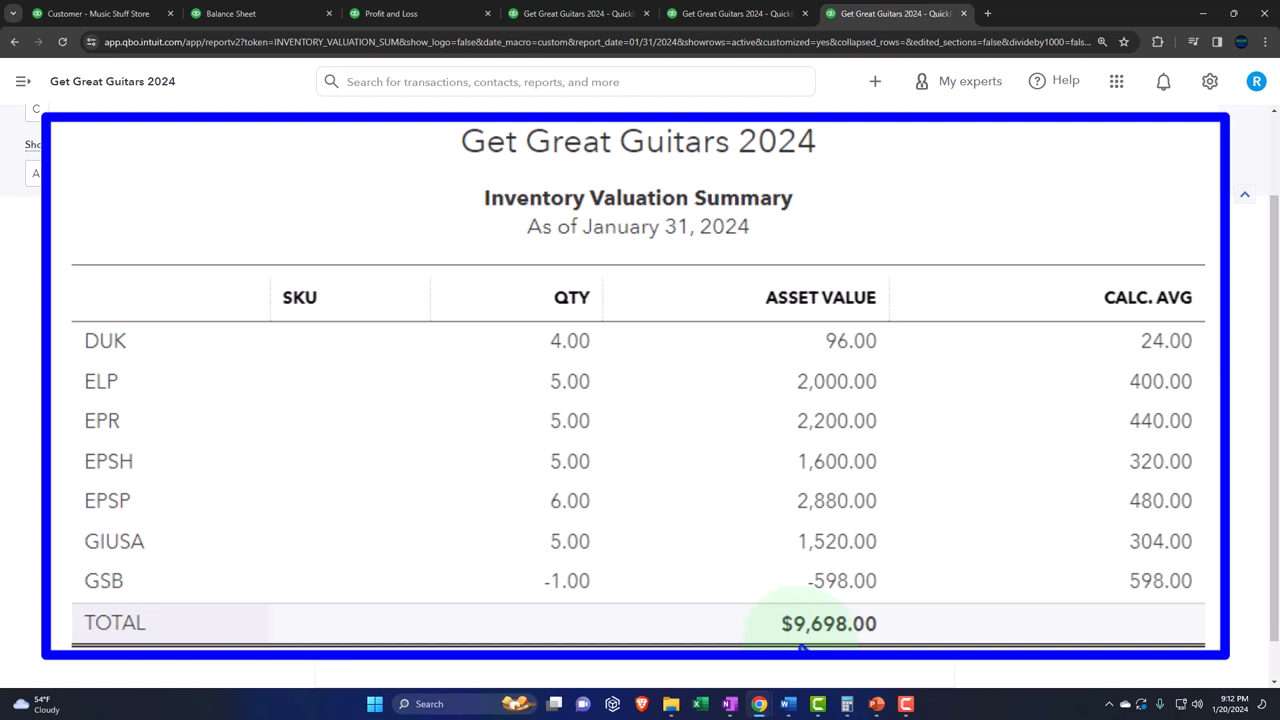 Customer - Music Stuff Store
Balance Sheet
Profit and Loss
Get Great Guitars 2024 - Quick
Get Great Guitars 2024 - Quick
Get Great Guitars 2024 - Quick
app.qbo.intuit.com/app/reportv2?token=INVENTORY_VALUATION_SUM&show_logo=false&date_macro=custom&report_date=01/31/2024&showrows=active&customized=yes&collapsed_rows=&edited_sections=false&divideby1000=fals...
Get Great Guitars 2024
Search for transactions, contacts, reports, and more
My experts
Help
R
C
Sho
A
Get Great Guitars 2024
Inventory Valuation Summary
As of January 31, 2024
SKU QTY ASSET VALUE CALC. AVG
DUK 4.00 96.00 24.00
ELP 5.00 2,000.00 400.00
EPR 5.00 2,200.00 440.00
EPSH 5.00 1,600.00 320.00
EPSP 6.00 2,880.00 480.00
GIUSA 5.00 1,520.00 304.00
GSB -1.00 -598.00 598.00
TOTAL $9,698.00
54°F
Cloudy
Search
9:12 PM
1/20/2024